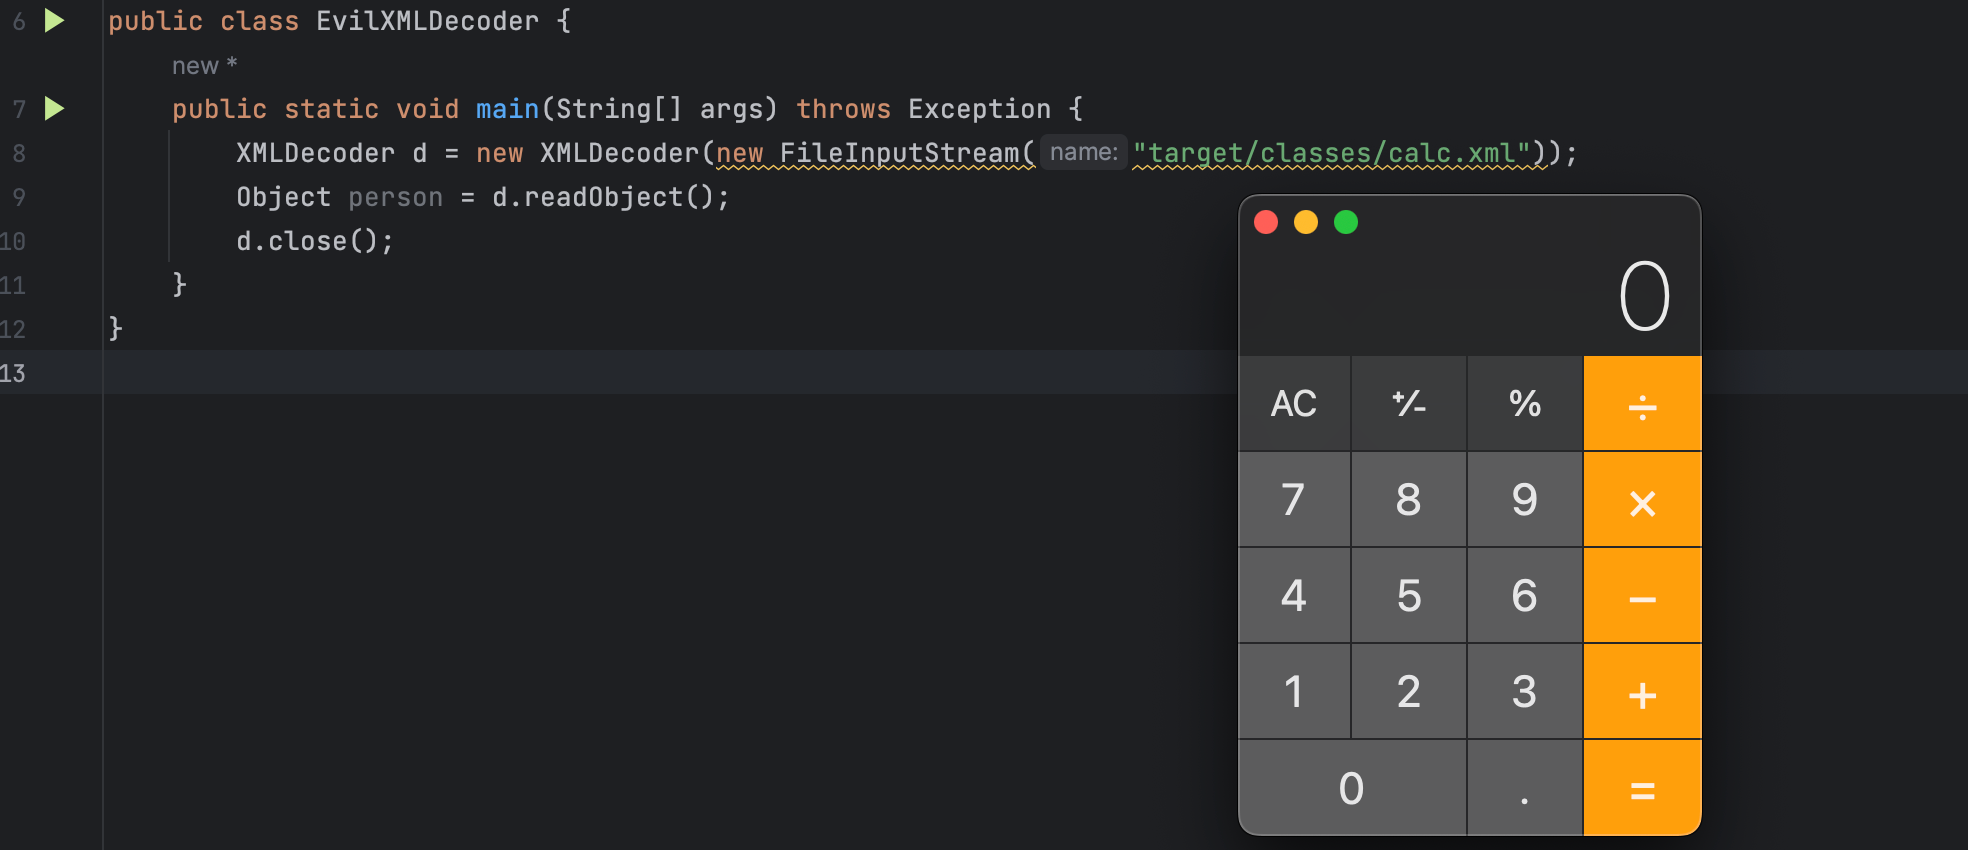 6 public class EvilXMLDecoder {
new *
7 public static void main(String[] args) throws Exception {
8 XMLDecoder d = new XMLDecoder(new FileInputStream( name: "target/classes/calc.xml"));
9 Object person = d.readObject();
10 d.close();
11 }
12 }
13
0
AC +/- % ÷
7 8 9 ×
4 5 6 −
1 2 3 +
0 . =